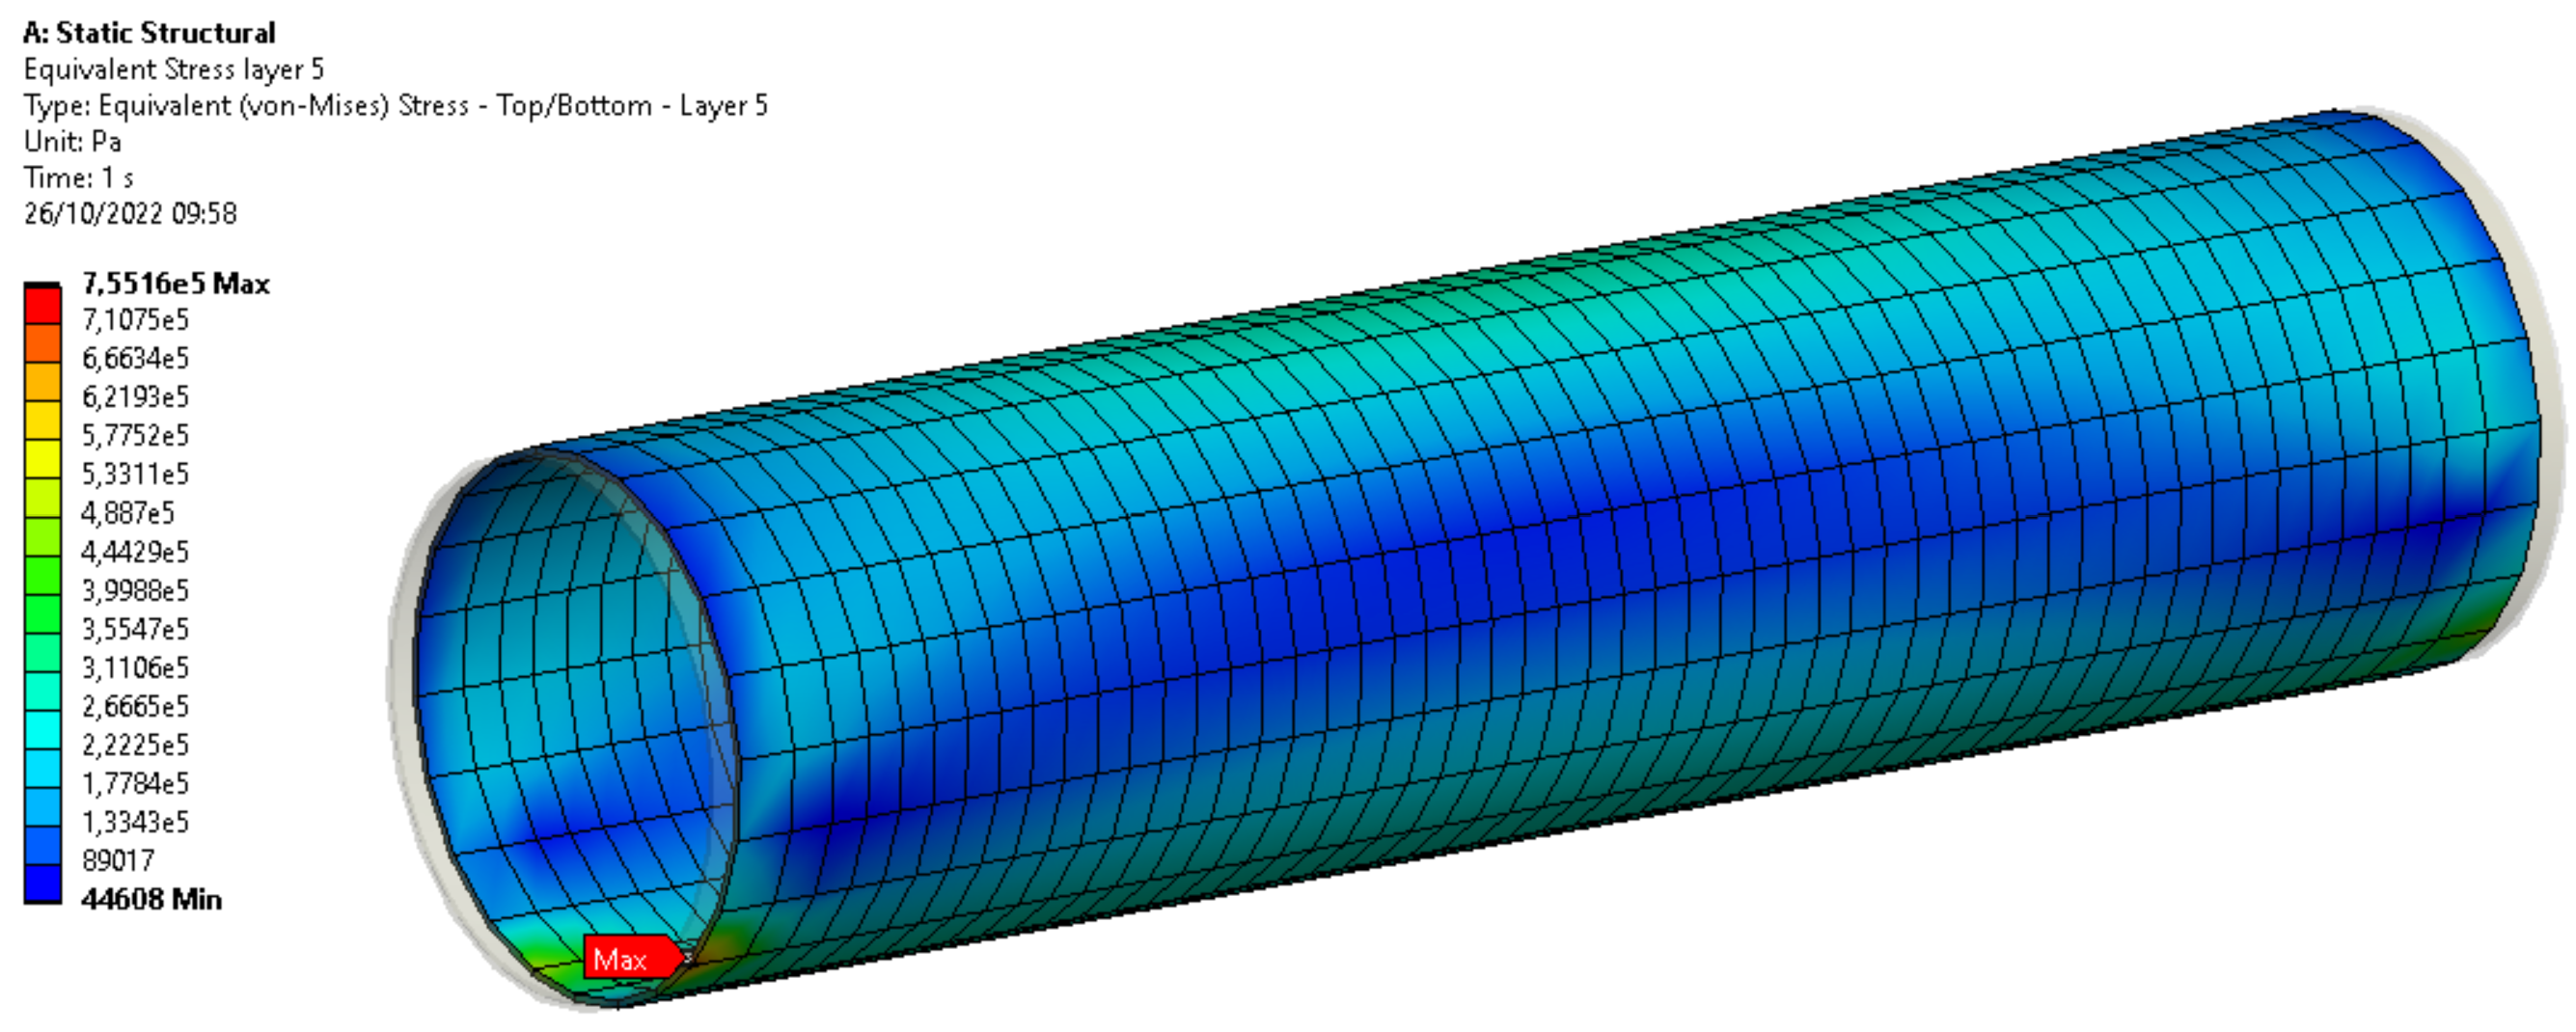 A: Static Structural
Equivalent Stress layer 5
Type: Equivalent (von-Mises) Stress - Top/Bottom - Layer 5
Unit: Pa
Time: 1 s
26/10/2022 09:58
7,5516e5 Max
7,1075e5
6,6634e5
6,2193e5
5,7752e5
5,3311e5
4,887e5
4,4429e5
3,9988e5
3,5547e5
3,1106e5
2,6665e5
2,2225e5
1,7784e5
1,3343e5
89017
44608 Min
Max